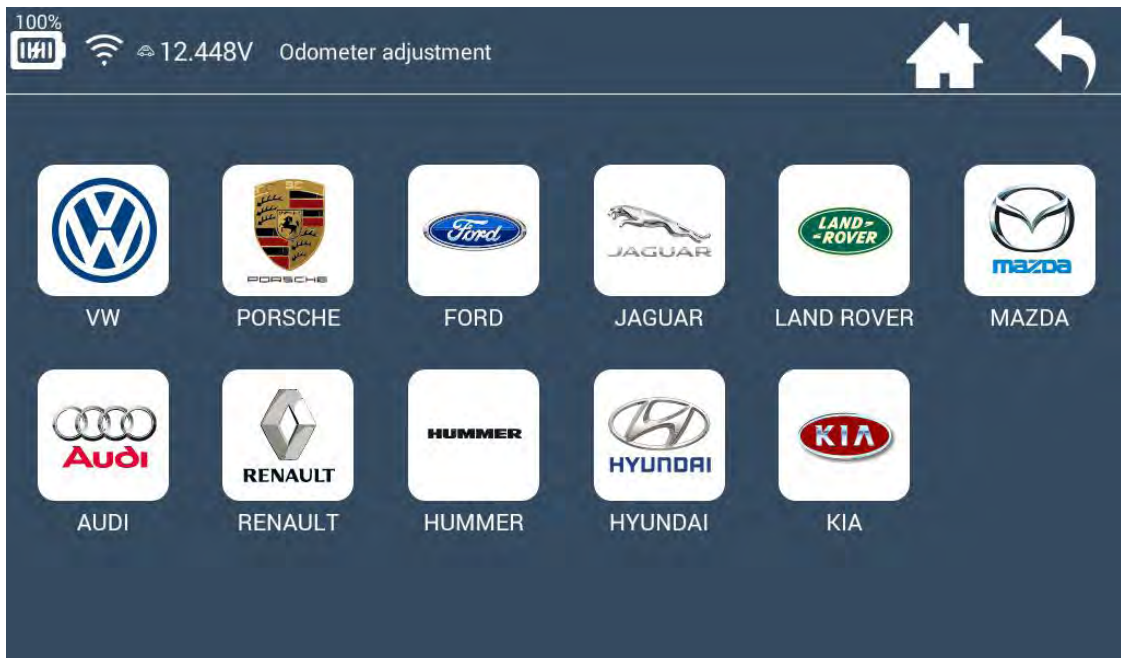 100%
12.448V Odometer adjustment
PORSCHE
Ford
JAGUAR
LAND-
-ROVER
mazda
VW PORSCHE FORD JAGUAR LAND ROVER MAZDA
Audi
RENAULT
HUMMER
HYUNDAI
KIA
AUDI RENAULT HUMMER HYUNDAI KIA